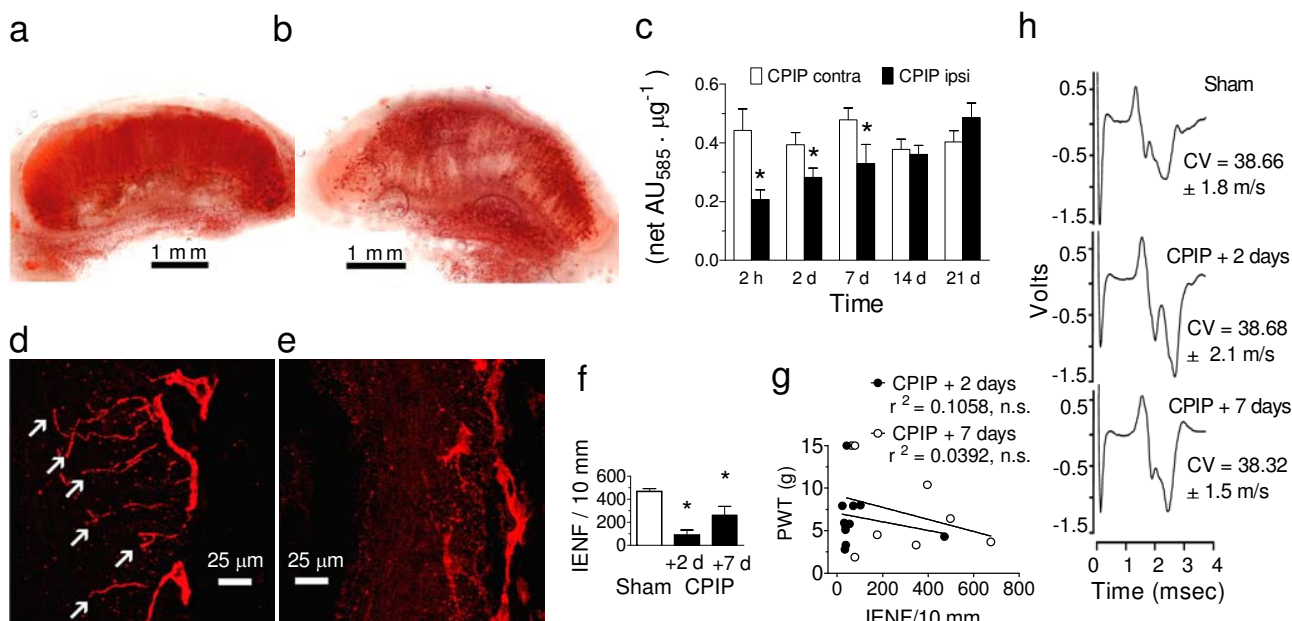 a
b
1 mm
1 mm
c
CPIP contra
CPIP ipsi
(net AU585 · µg-1)
0.6
0.4
0.2
0.0
*
*
*
2 h
2 d
7 d
14 d
21 d
Time
d
25 µm
e
25 µm
f
IENF / 10 mm
600
400
200
0
*
*
+2 d
+7 d
Sham
CPIP
g
CPIP + 2 days
r 2 = 0.1058, n.s.
CPIP + 7 days
r 2 = 0.0392, n.s.
PWT (g)
15
10
5
0
0
200
400
600
800
IENF/10 mm
h
Sham
0.5
-0.5
-1.5
CV = 38.66
± 1.8 m/s
CPIP + 2 days
0.5
-0.5
-1.5
CV = 38.68
± 2.1 m/s
Volts
CPIP + 7 days
0.5
-0.5
-1.5
CV = 38.32
± 1.5 m/s
0
1
2
3
4
Time (msec)